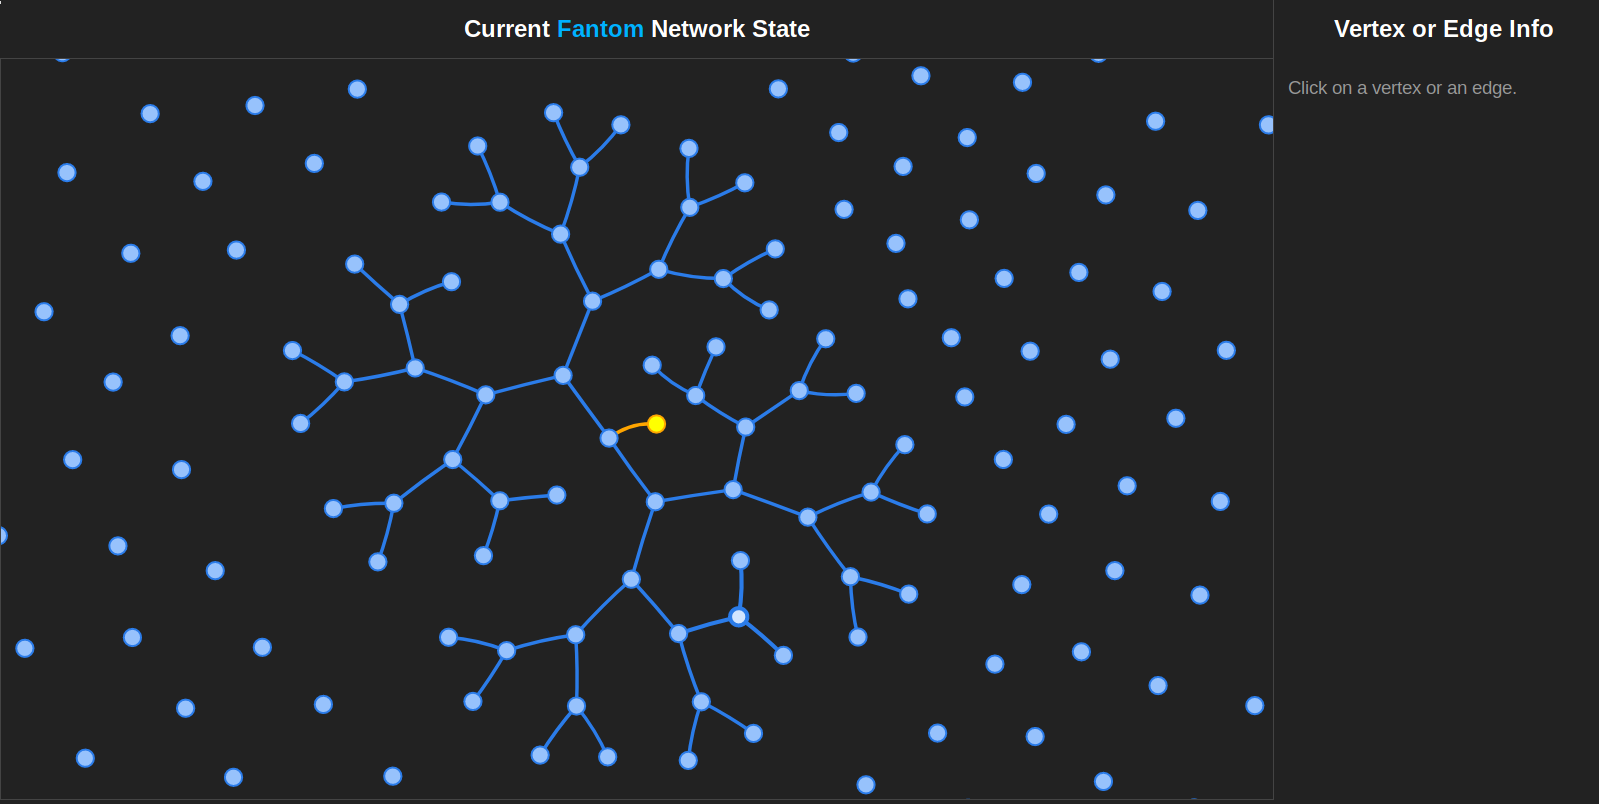 Current Fantom Network State
Vertex or Edge Info
Click on a vertex or an edge.